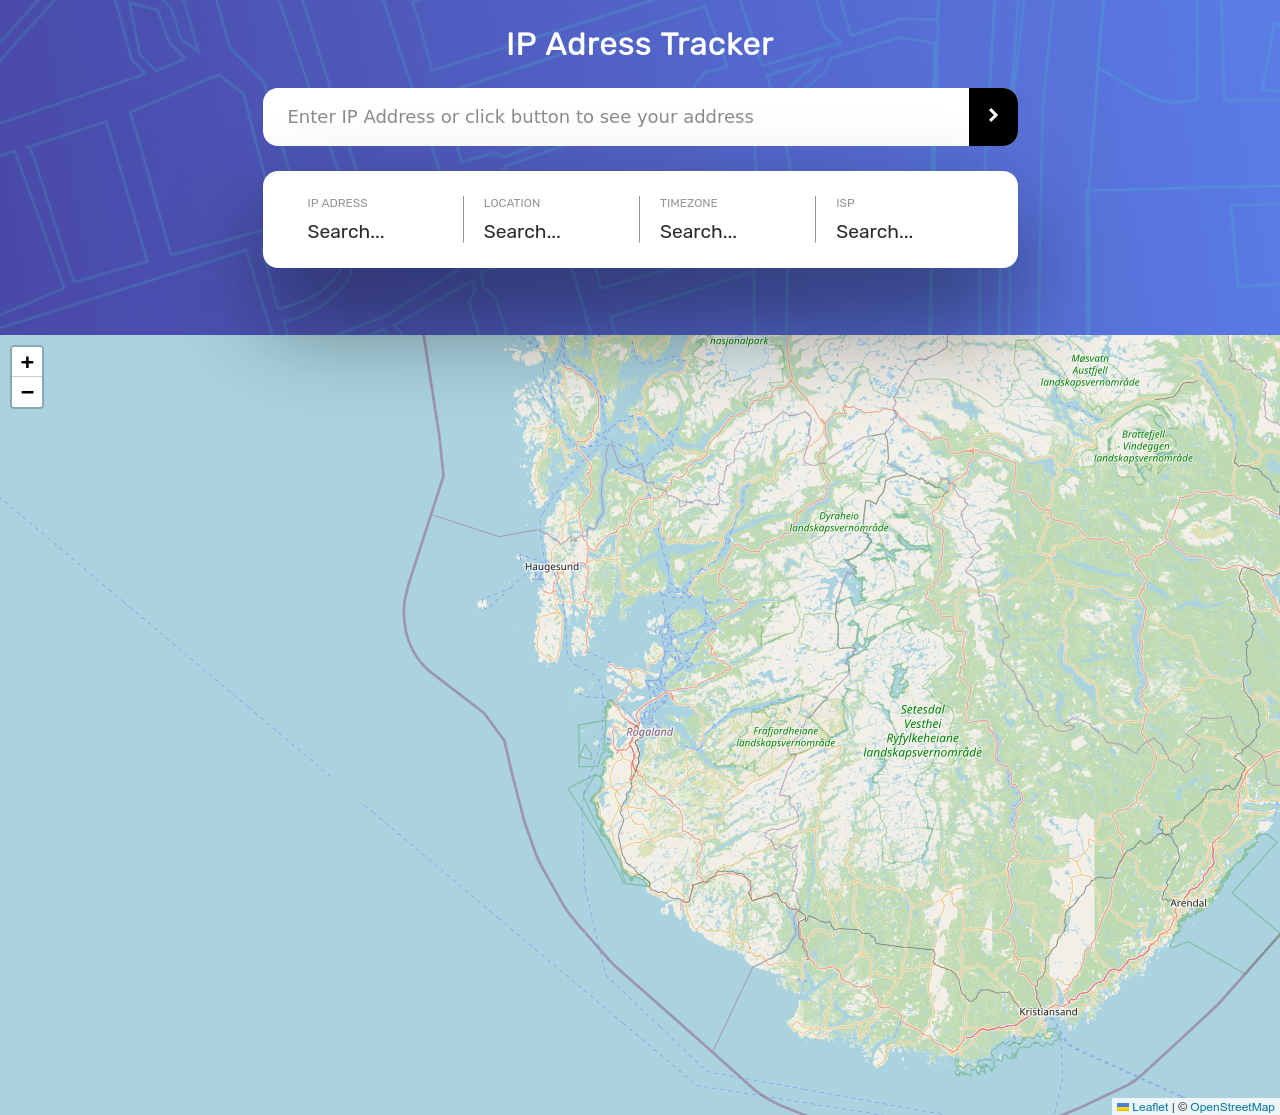 IP Adress Tracker
Enter IP Address or click button to see your address
IP ADRESS
Search...
LOCATION
Search...
TIMEZONE
Search...
ISP
Search...
+
−
nasjonalpark
Møsvatn
Austfjell
landskapsvernområde
Brattefjell
- Vindeggen
landskapsvernområde
Dyraheio
landskapsvernområde
Haugesund
Setesdal
Vesthei
Ryfylkeheiane
landskapsvernområde
Rogaland
Frafjordheiane
landskapsvernområde
Arendal
Kristiansand
Leaflet | © OpenStreetMap